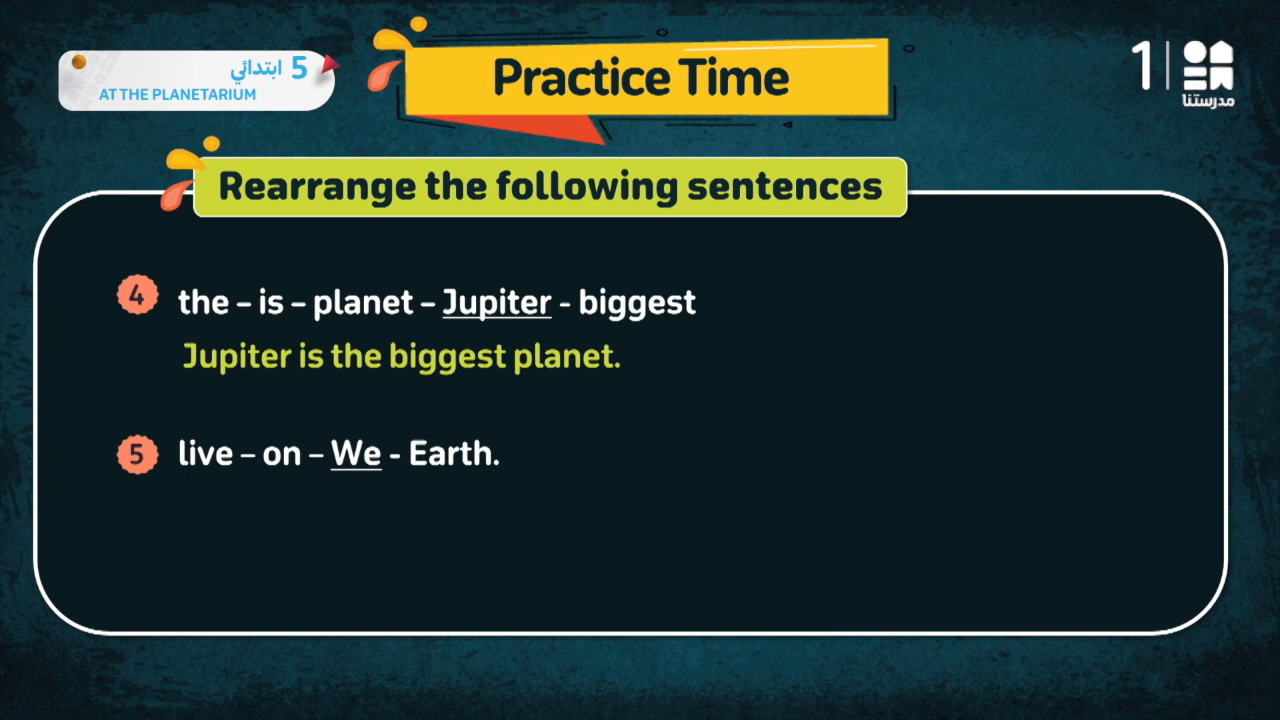 5 ابتدائي
AT THE PLANETARIUM
Practice Time
1
مدرستنا
Rearrange the following sentences
4 the – is – planet – Jupiter - biggest
Jupiter is the biggest planet.
5 live – on – We - Earth.